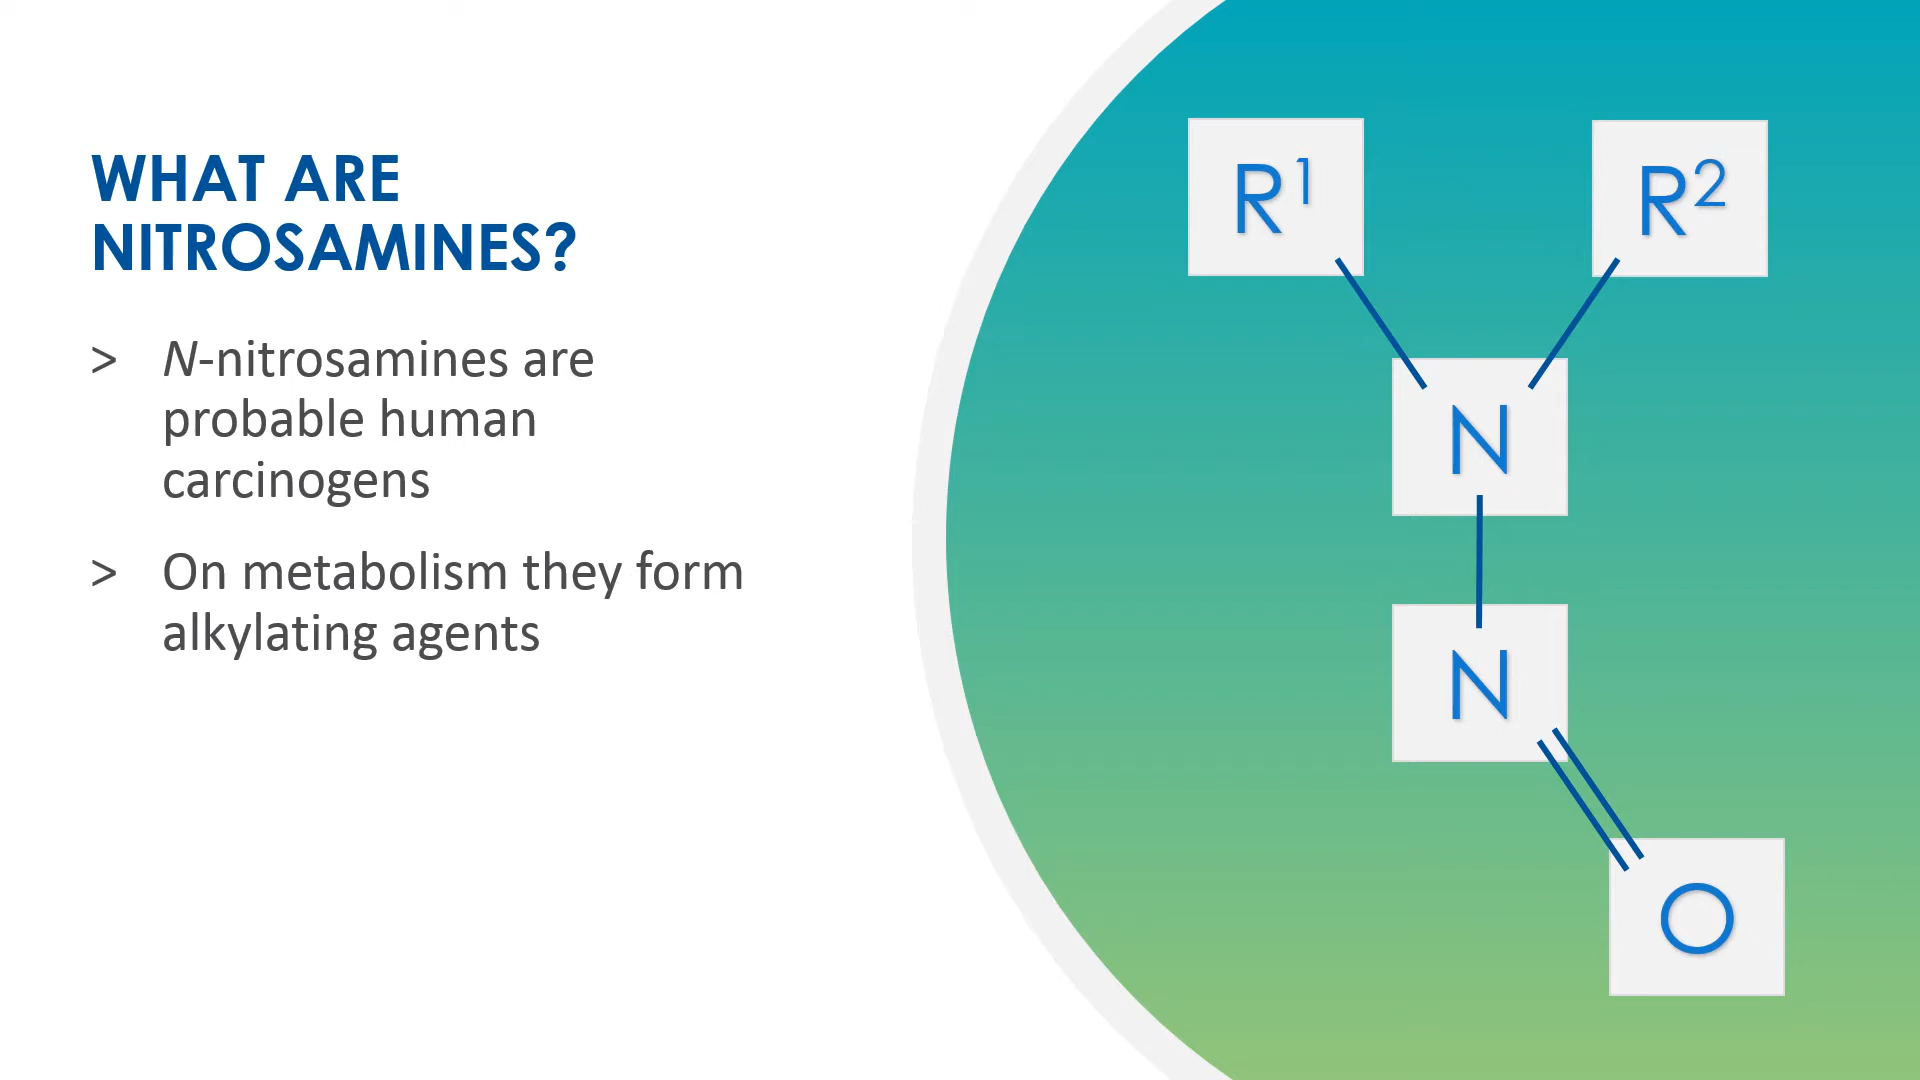 WHAT ARE
NITROSAMINES?
> N-nitrosamines are
probable human
carcinogens
> On metabolism they form
alkylating agents
R¹ R²
N
N
O